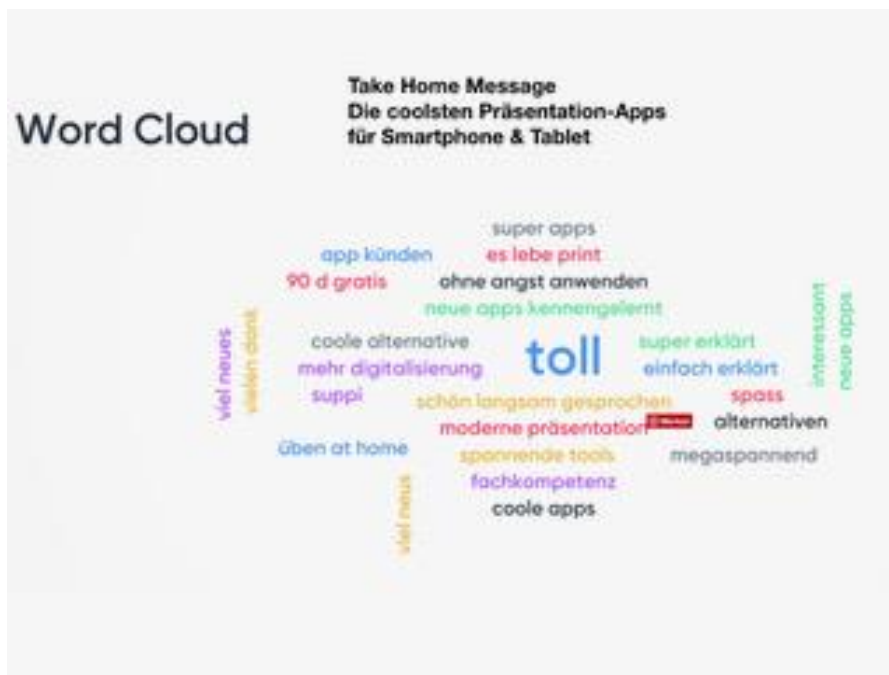 Word Cloud
Take Home Message
Die coolsten Präsentation-Apps
für Smartphone & Tablet
super apps
app künden
es lebe print
90 d gratis
ohne angst anwenden
neue apps kennengelernt
coole alternative
toll
super erklärt
mehr digitalisierung
einfach erklärt
suppi
schön langsam gesprochen
spass
moderne präsentation
alternativen
üben at home
spannende tools
megaspannend
fachkompetenz
coole apps
viel neues
vielen dank
viel neus
interessant
neue apps